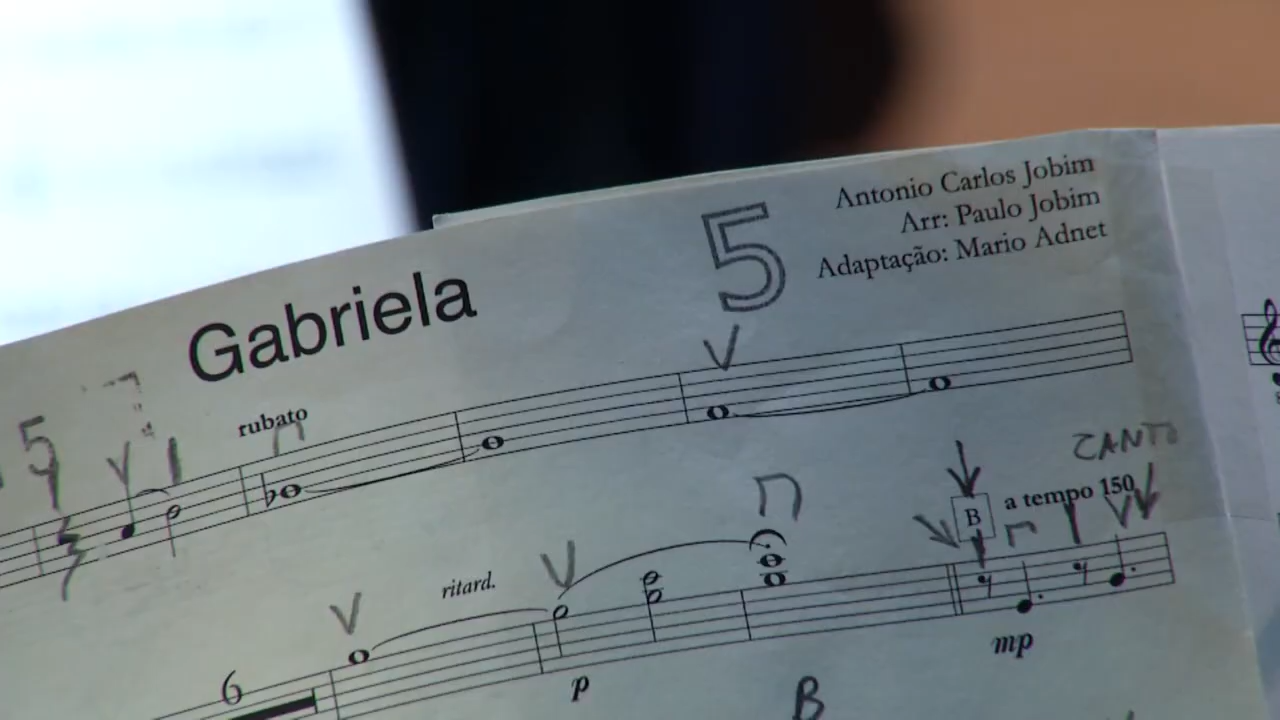 Antonio Carlos Jobim
Arr: Paulo Jobim
Adaptação: Mario Adnet
5
Gabriela
5
rubato
CANTO
B a tempo 150
ritard.
6
p
mp
B